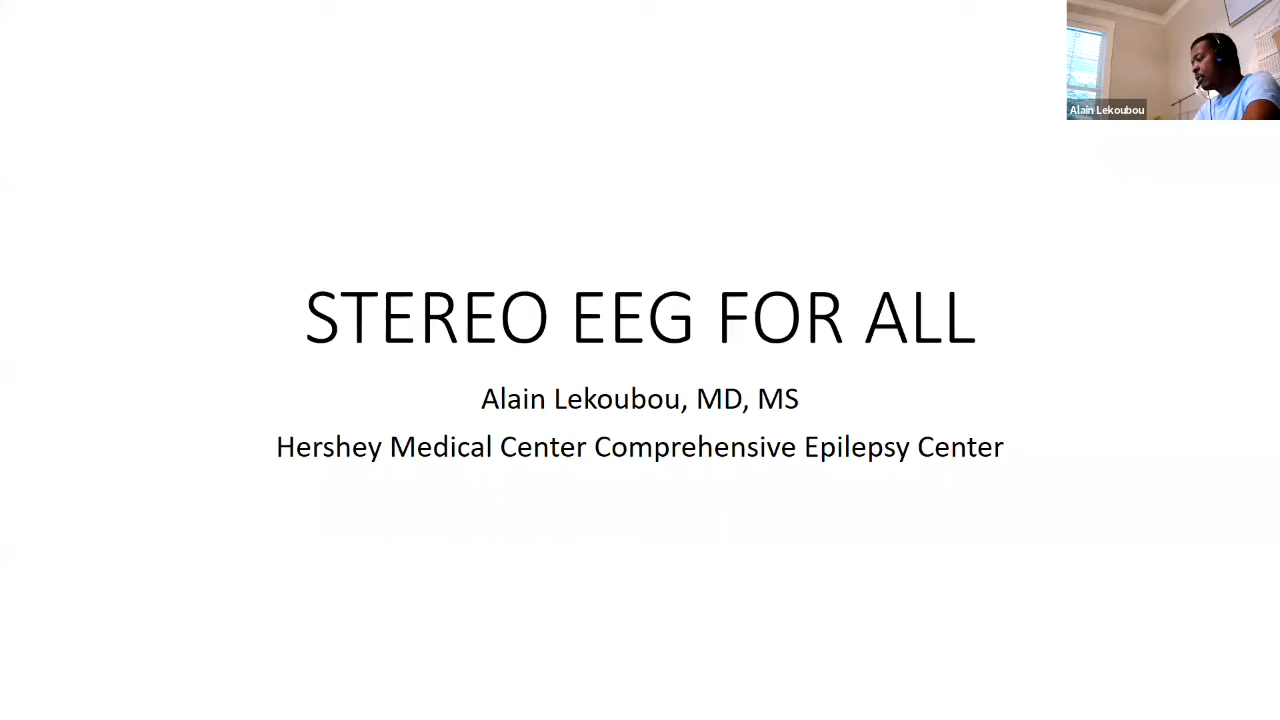 Alain Lekoubou
STEREO EEG FOR ALL
Alain Lekoubou, MD, MS
Hershey Medical Center Comprehensive Epilepsy Center